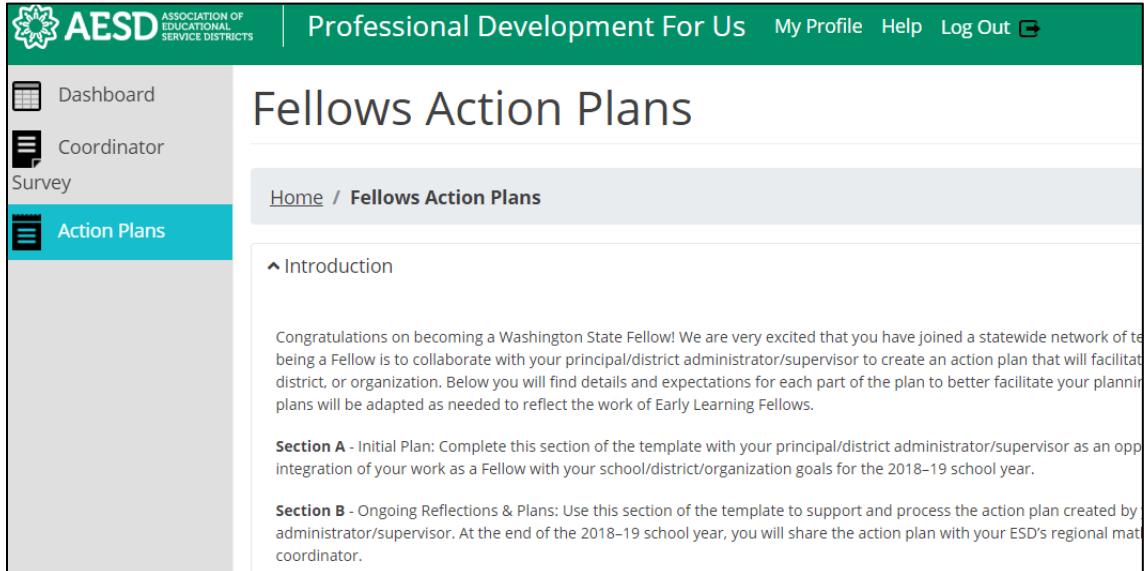 AESD ASSOCIATION OF
EDUCATIONAL
SERVICE DISTRICTS
Professional Development For Us My Profile Help Log Out
Dashboard
Coordinator
Survey
Action Plans
Fellows Action Plans
Home / Fellows Action Plans
Introduction
Congratulations on becoming a Washington State Fellow! We are very excited that you have joined a statewide network of
being a Fellow is to collaborate with your principal/district administrator/supervisor to create an action plan that will
district, or organization. Below you will find details and expectations for each part of the plan to better facilitate your
plans will be adapted as needed to reflect the work of Early Learning Fellows.
Section A - Initial Plan: Complete this section of the template with your principal/district administrator/supervisor as an
integration of your work as a Fellow with your school/district/organization goals for the 2018–19 school year.
Section B - Ongoing Reflections & Plans: Use this section of the template to support and process the action plan created by
administrator/supervisor. At the end of the 2018–19 school year, you will share the action plan with your ESD's regional
coordinator.